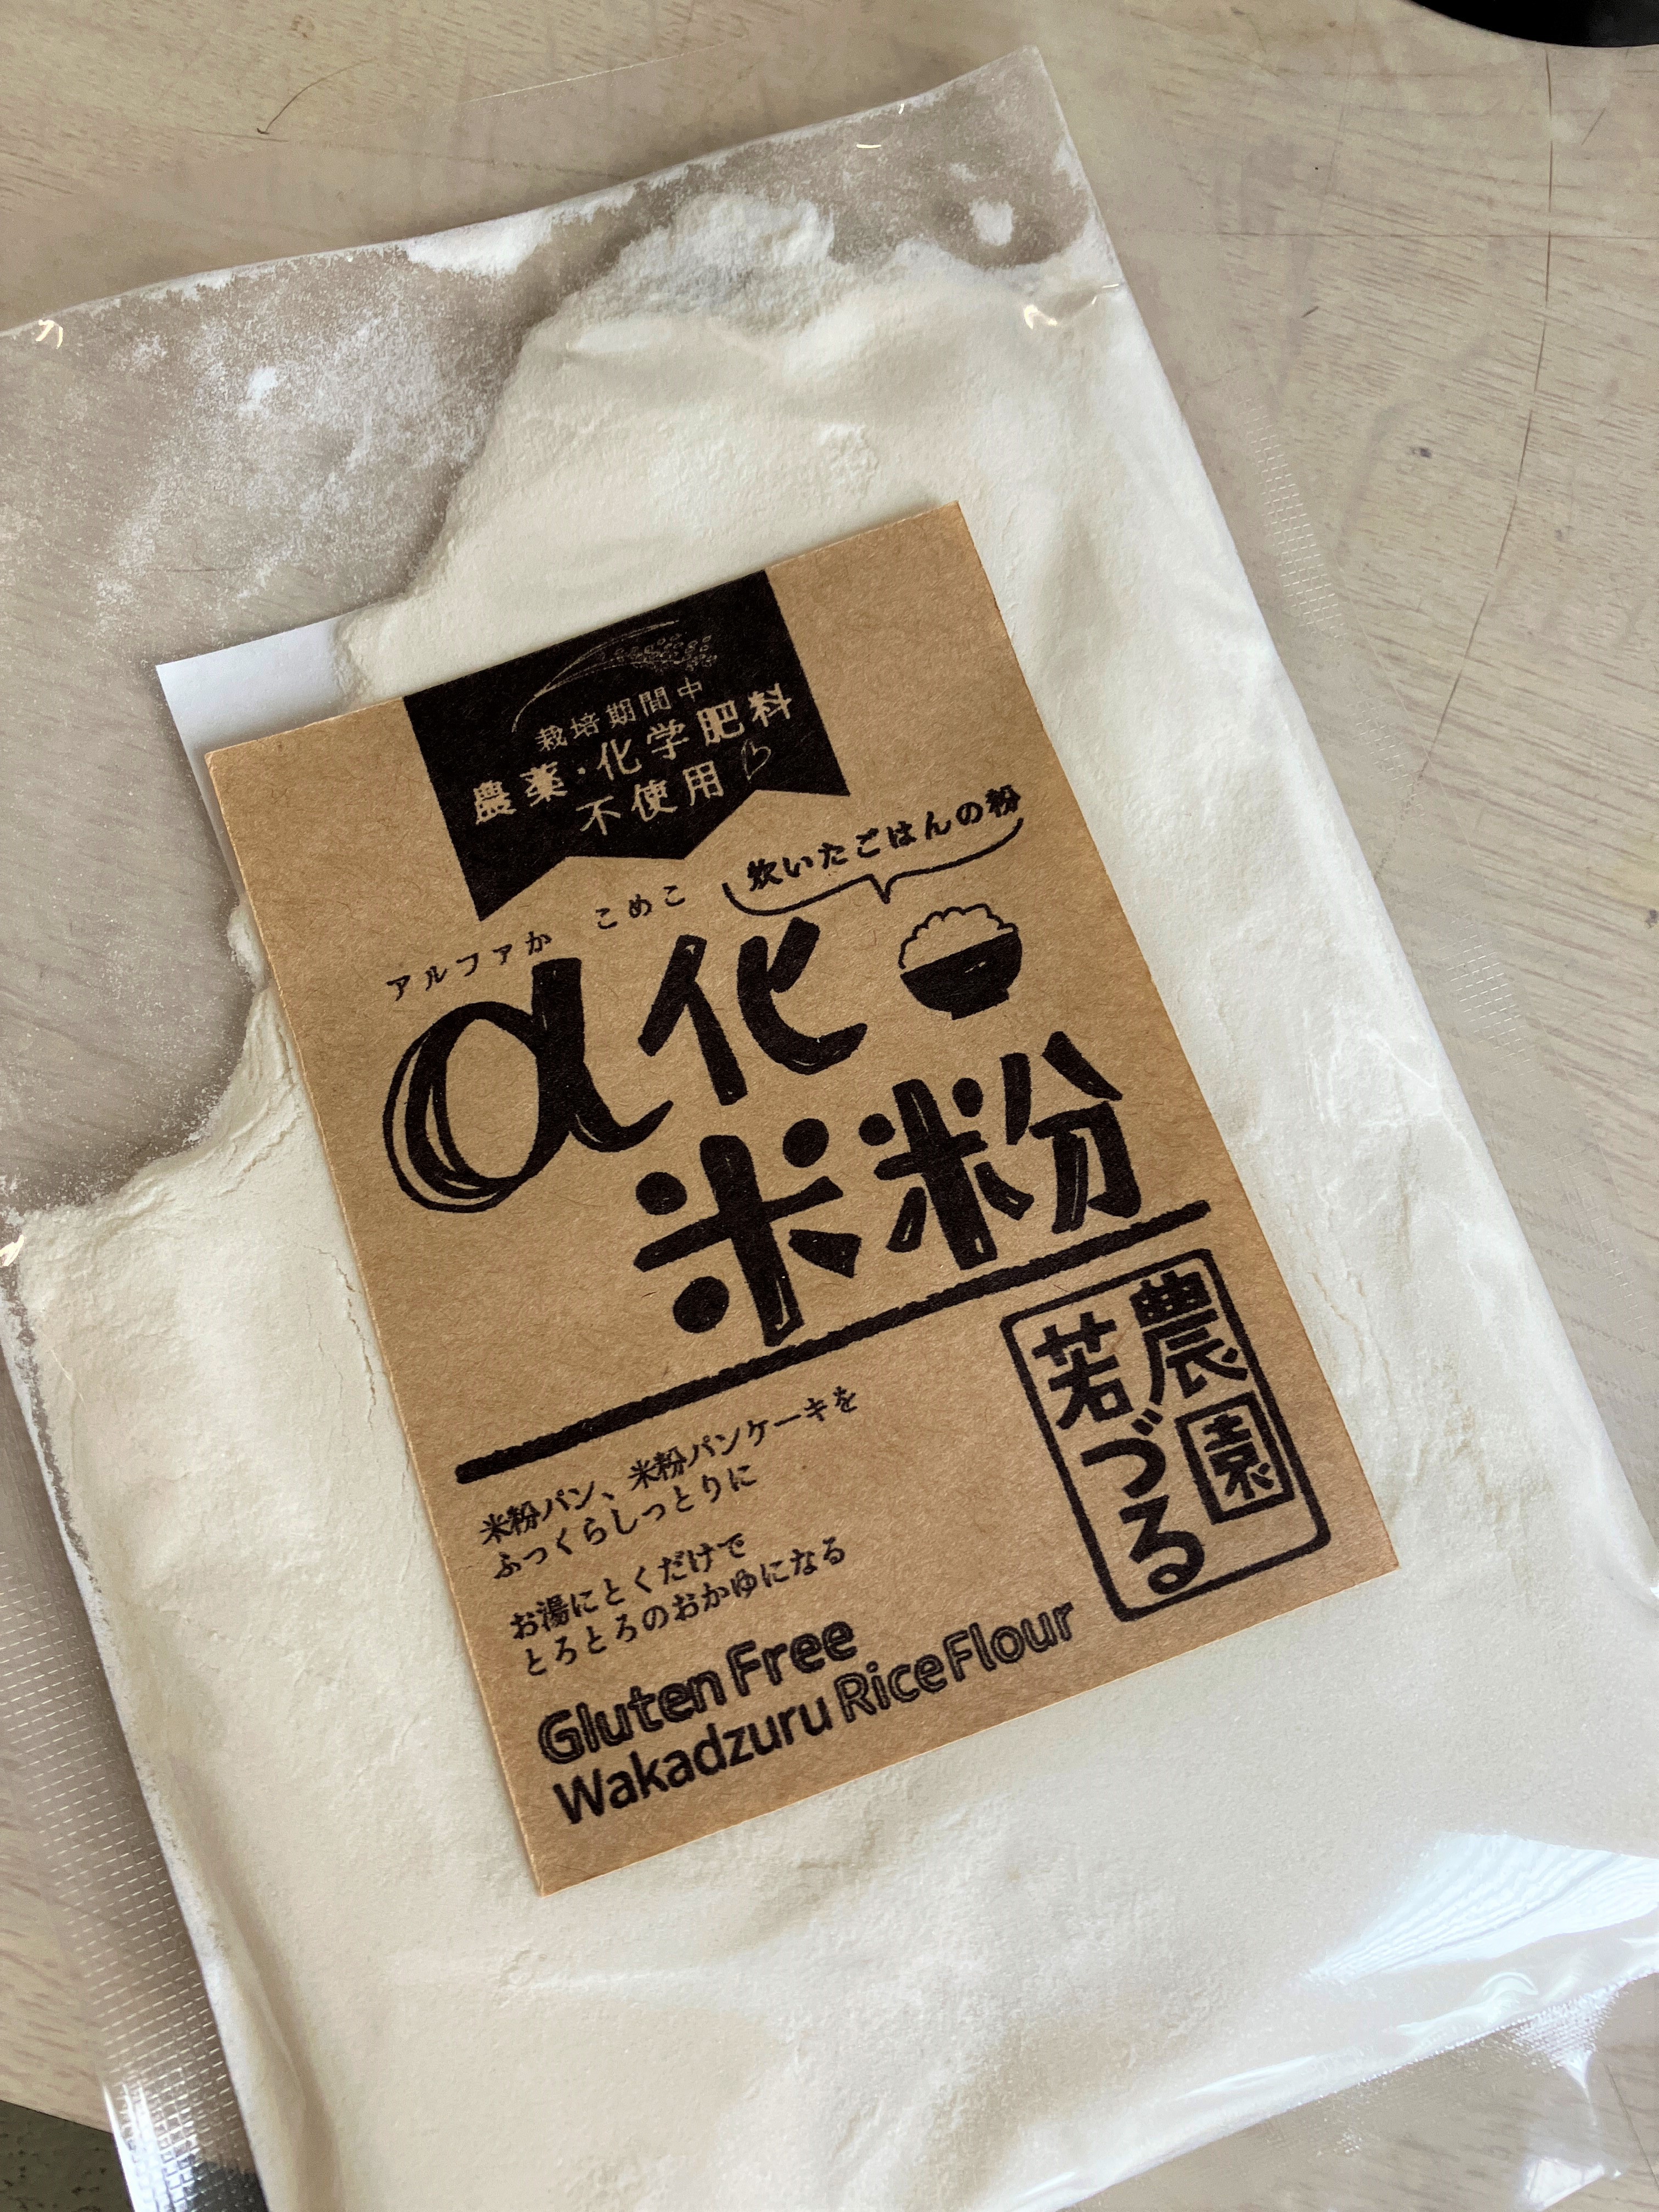 栽培期間中
農薬・化学肥料
不使用
炊いたごはんの粉
アルファか こめこ
α化
米粉
農園
若づる
米粉パン、米粉パンケーキを
ふっくらしっとりに
お湯にとくだけで
とろとろのおかゆになる
Gluten Free
Wakadzuru Rice Flour